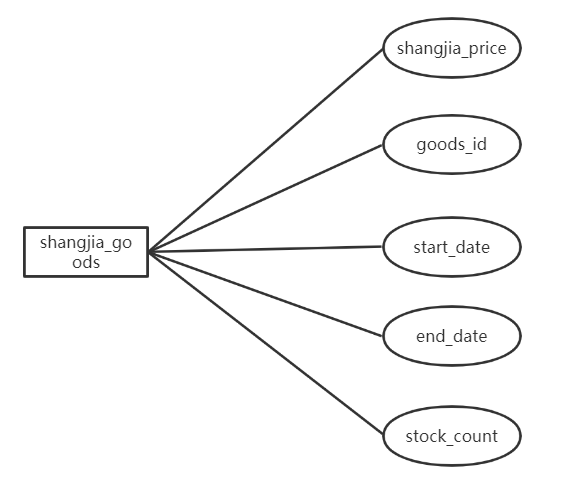 shangjia_price
goods_id
shangjia_go
ods
start_date
end_date
stock_count